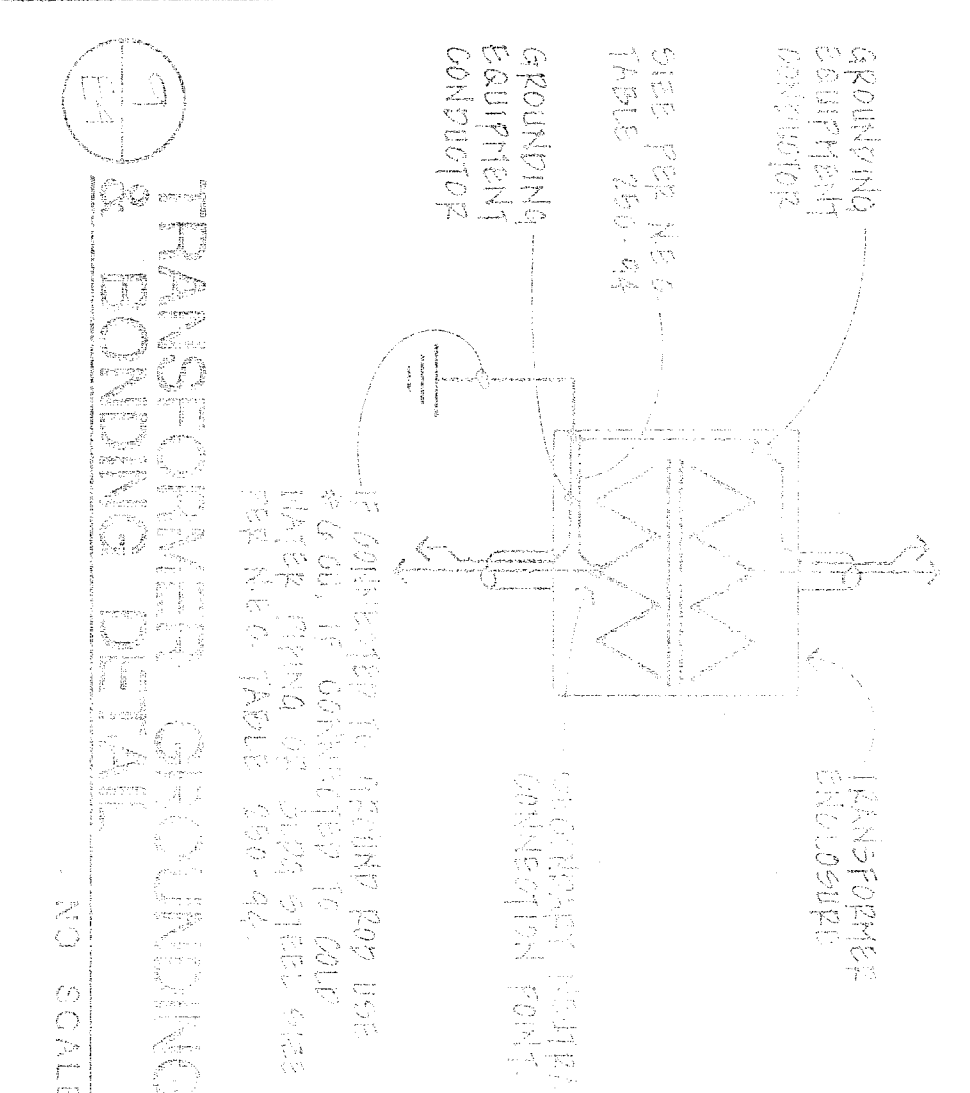 GROUNDING
EQUIPMENT
CONDUCTOR
SIZE PER NEC
TABLE 250-94
GROUNDING
EQUIPMENT
CONDUCTOR
TRANSFORMER
ENCLOSURE
CONNECTION POINT
IF CONNECTED TO GROUND ROD USE
#6 CU, IF CONNECTED TO COLD
WATER PIPING OR BLDG STEEL SIZE
PER N.E.C. TABLE 250-94.
7
TRANSFORMER GROUNDING
& BONDING DETAIL
NO SCALE